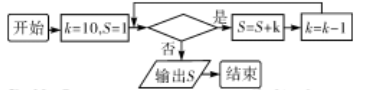 开始
k=10,S=1
是
S=S+k
k=k-1
否
输出S
结束